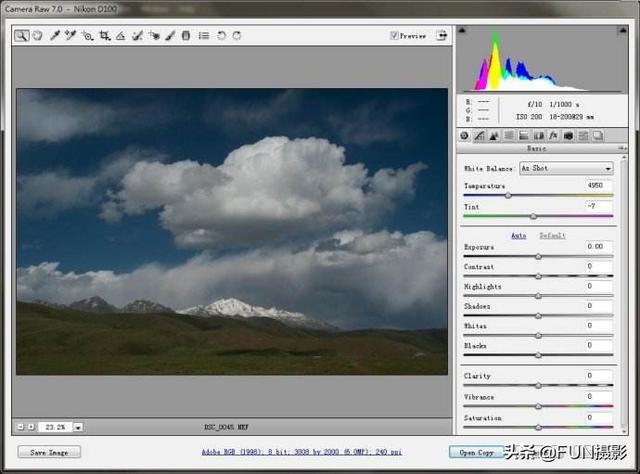 Camera Raw 7.0 - Nikon D100
Preview
R: ---
G: ---
B: ---
f/10 1/1000 s
ISO 200 18-200@29 mm
Basic
White Balance: As Shot
Temperature 4950
Tint -7
Auto Default
Exposure 0.00
Contrast 0
Highlights 0
Shadows 0
Whites 0
Blacks 0
Clarity 0
Vibrance 0
Saturation 0
23.2% DSC_0045.NEF
Save Image
Adobe RGB (1998); 8 bit; 3008 by 2000 (6.0MP); 240 ppi
Open Copy
头条 @FUN摄影